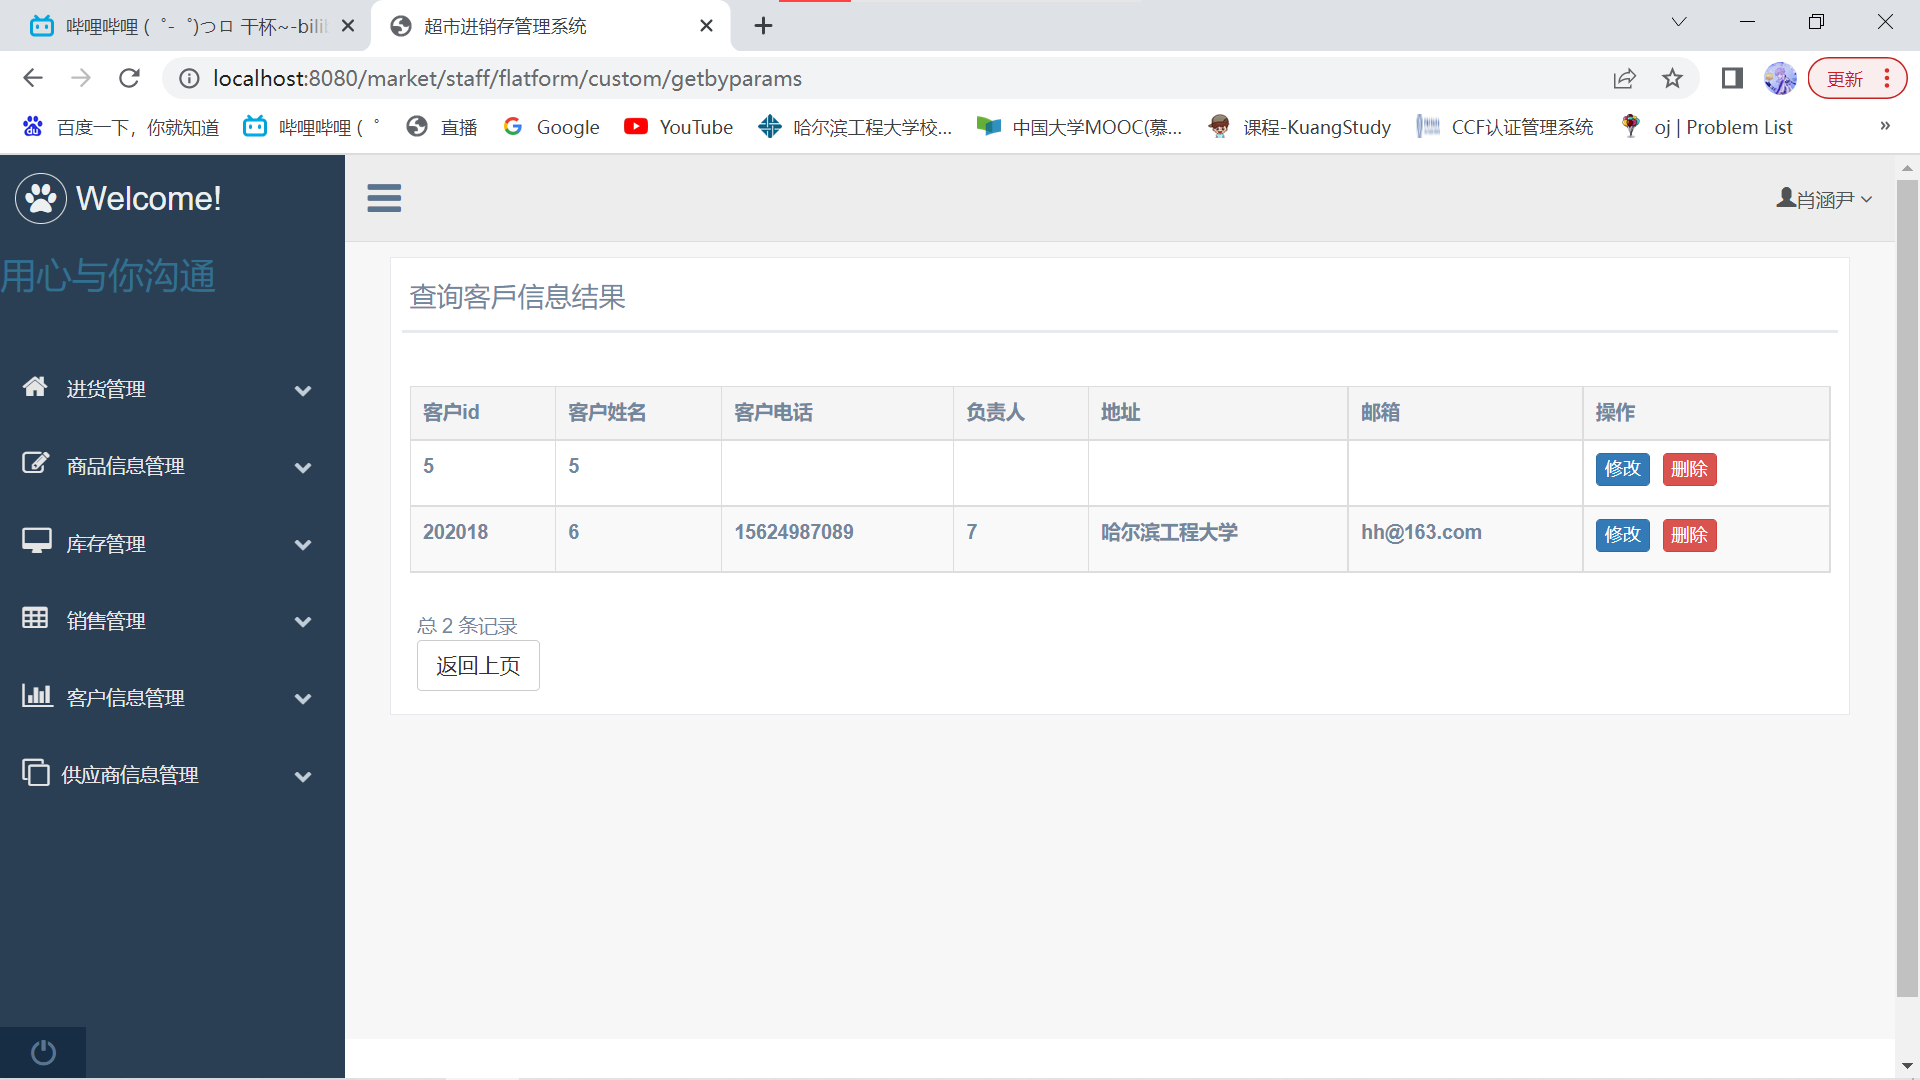 哔哩哔哩 (゜-゜)つロ 干杯~-bili
超市进销存管理系统
localhost:8080/market/staff/flatform/custom/getbyparams
更新
百度一下，你就知道
哔哩哔哩 (゜
直播
Google
YouTube
哈尔滨工程大学校...
中国大学MOOC(慕...
课程-KuangStudy
CCF认证管理系统
oj | Problem List
»
Welcome!
肖涵尹
用心与你沟通
进货管理
商品信息管理
库存管理
销售管理
客户信息管理
供应商信息管理
查询客戶信息结果
客户id 客户姓名 客户电话 负责人 地址 邮箱 操作
5 5 修改 删除
202018 6 15624987089 7 哈尔滨工程大学 hh@163.com 修改 删除
总 2 条记录
返回上页